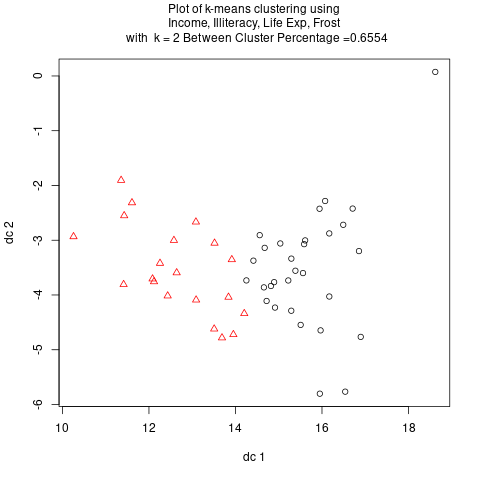 Plot of k-means clustering using
Income, Illiteracy, Life Exp, Frost
with  k = 2 Between Cluster Percentage =0.6554
0
-1
-2
-3
-4
-5
-6
dc 2
10 12 14 16 18
dc 1